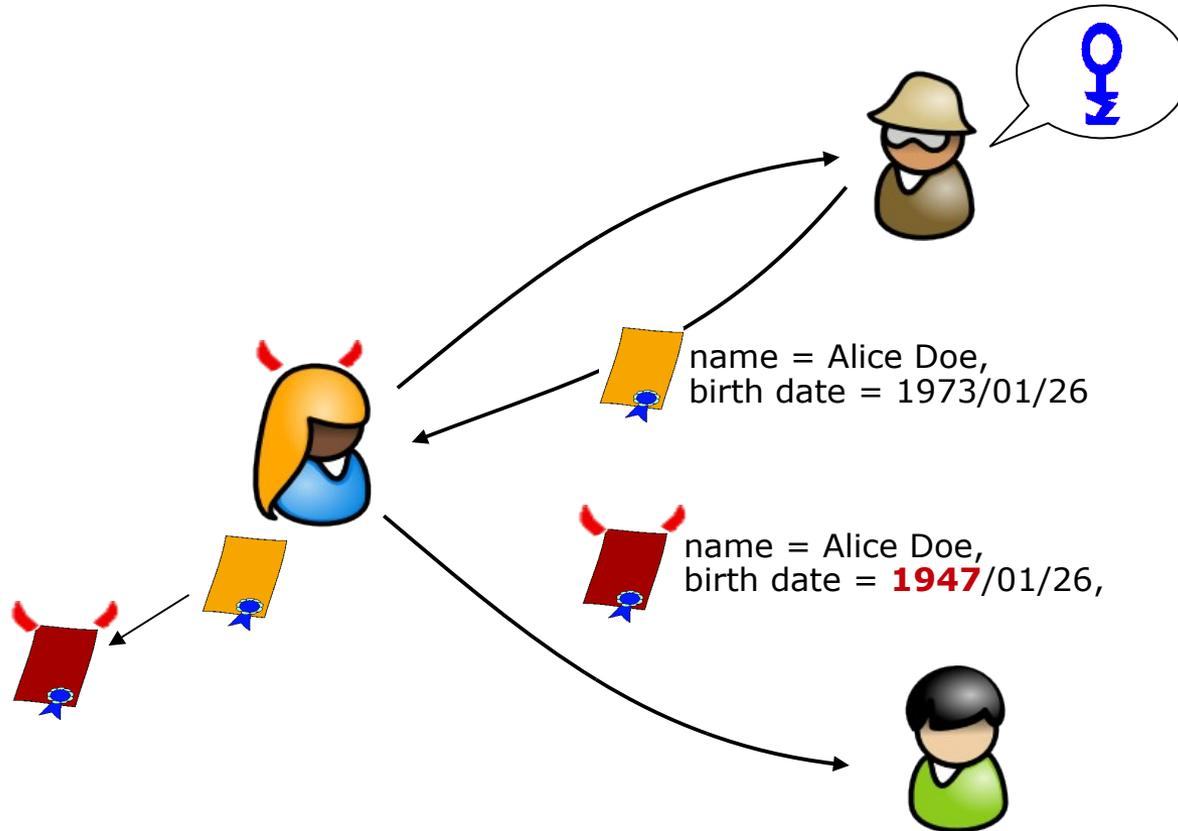 name = Alice Doe,
birth date = 1973/01/26
name = Alice Doe,
birth date = 1947/01/26,